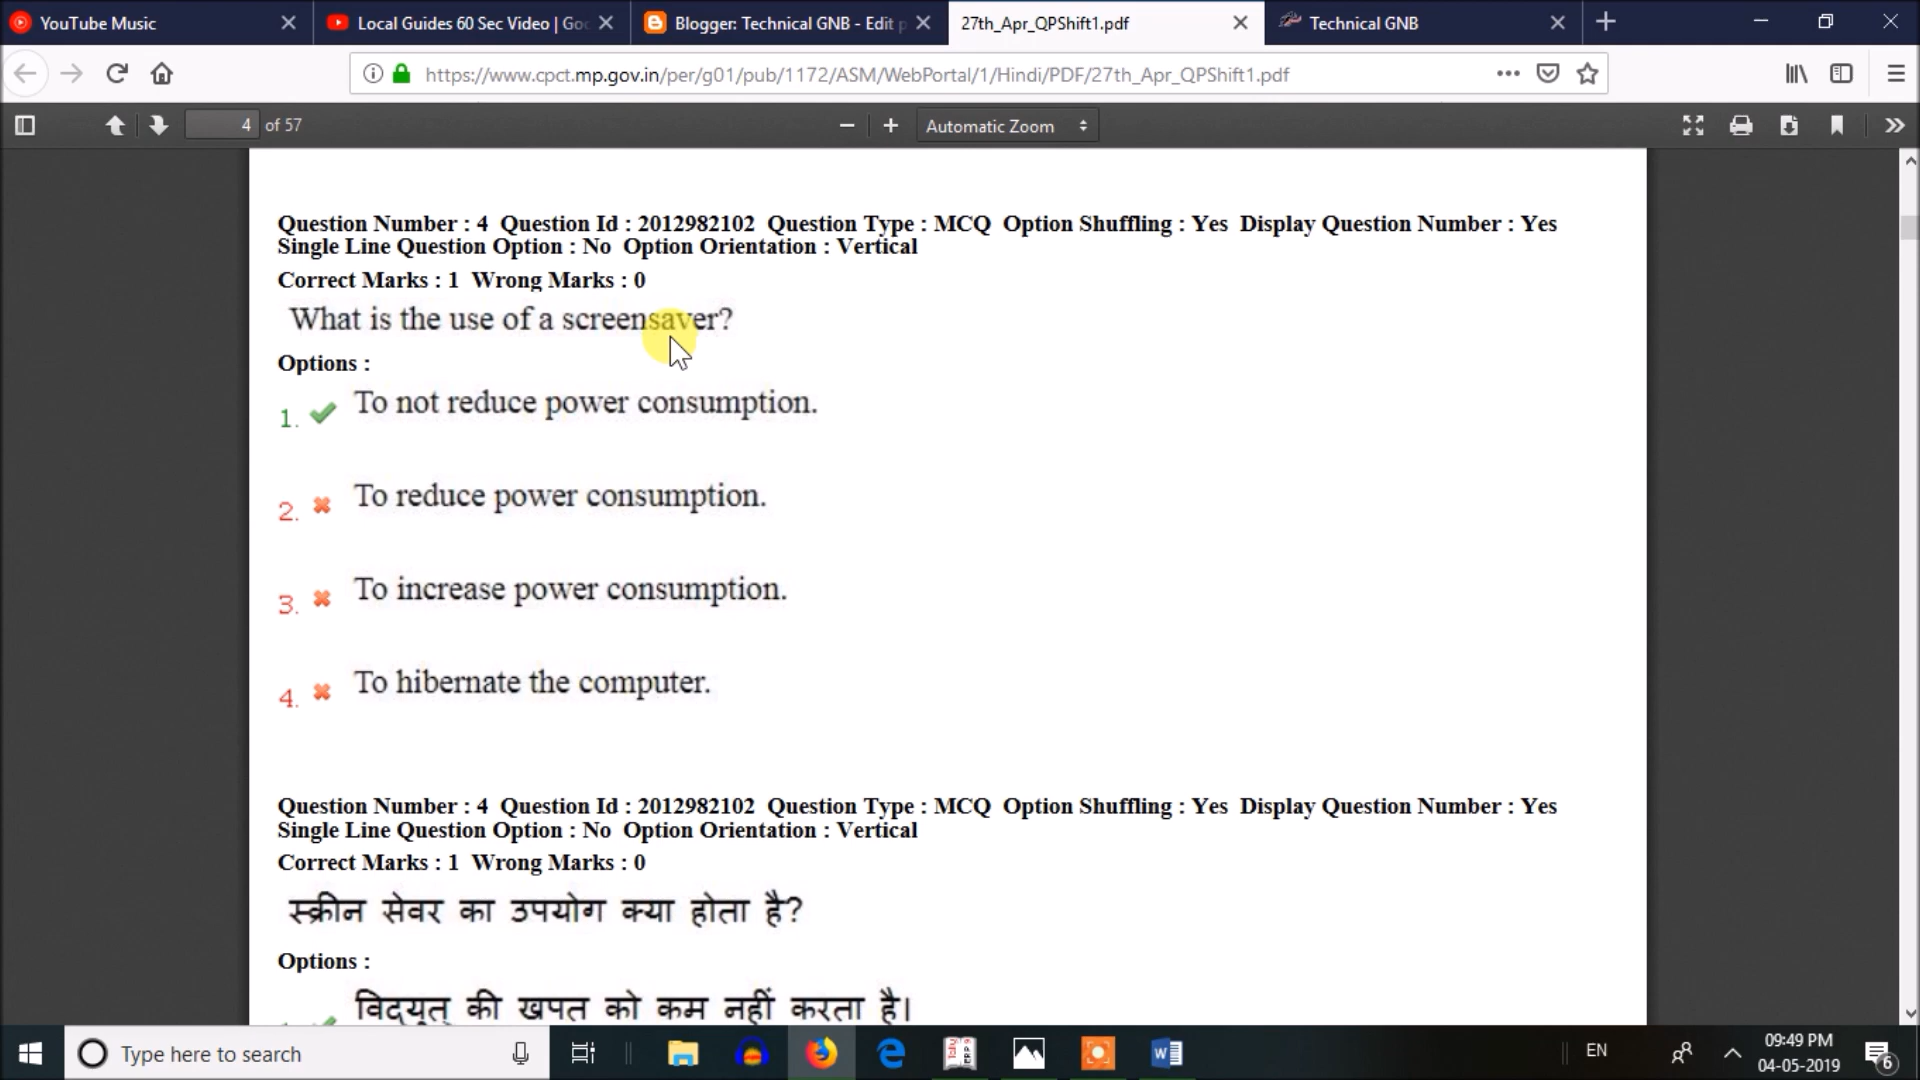 YouTube Music
Local Guides 60 Sec Video | Goo
Blogger: Technical GNB - Edit p
27th_Apr_QPShift1.pdf
Technical GNB
https://www.cpct.mp.gov.in/per/g01/pub/1172/ASM/WebPortal/1/Hindi/PDF/27th_Apr_QPShift1.pdf
4 of 57
Automatic Zoom
Question Number : 4 Question Id : 2012982102 Question Type : MCQ Option Shuffling : Yes Display Question Number : Yes
Single Line Question Option : No Option Orientation : Vertical
Correct Marks : 1 Wrong Marks : 0
What is the use of a screensaver?
Options :
1. To not reduce power consumption.
2. To reduce power consumption.
3. To increase power consumption.
4. To hibernate the computer.
Question Number : 4 Question Id : 2012982102 Question Type : MCQ Option Shuffling : Yes Display Question Number : Yes
Single Line Question Option : No Option Orientation : Vertical
Correct Marks : 1 Wrong Marks : 0
स्क्रीन सेवर का उपयोग क्या होता है?
Options :
विद्युत् की खपत को कम नहीं करता है।
Type here to search
EN
09:49 PM
04-05-2019
6